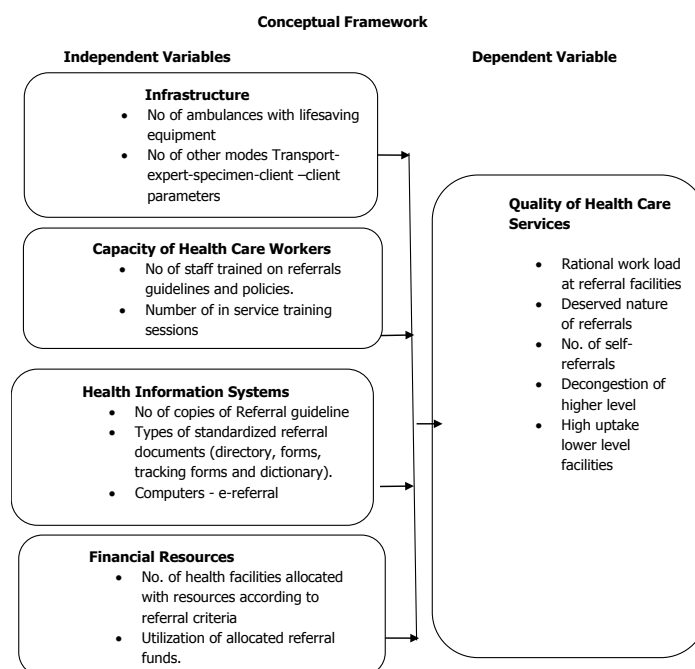 Conceptual Framework
Independent Variables
Dependent Variable
Infrastructure
• No of ambulances with lifesaving
equipment
• No of other modes Transport-
expert-specimen-client –client
parameters
Capacity of Health Care Workers
• No of staff trained on referrals
guidelines and policies.
• Number of in service training
sessions
Health Information Systems
• No of copies of Referral guideline
• Types of standardized referral
documents (directory, forms,
tracking forms and dictionary).
• Computers - e-referral
Financial Resources
• No. of health facilities allocated
with resources according to
referral criteria
• Utilization of allocated referral
funds.
Quality of Health Care
Services
• Rational work load
at referral facilities
• Deserved nature
of referrals
• No. of self-
referrals
• Decongestion of
higher level
• High uptake
lower level
facilities